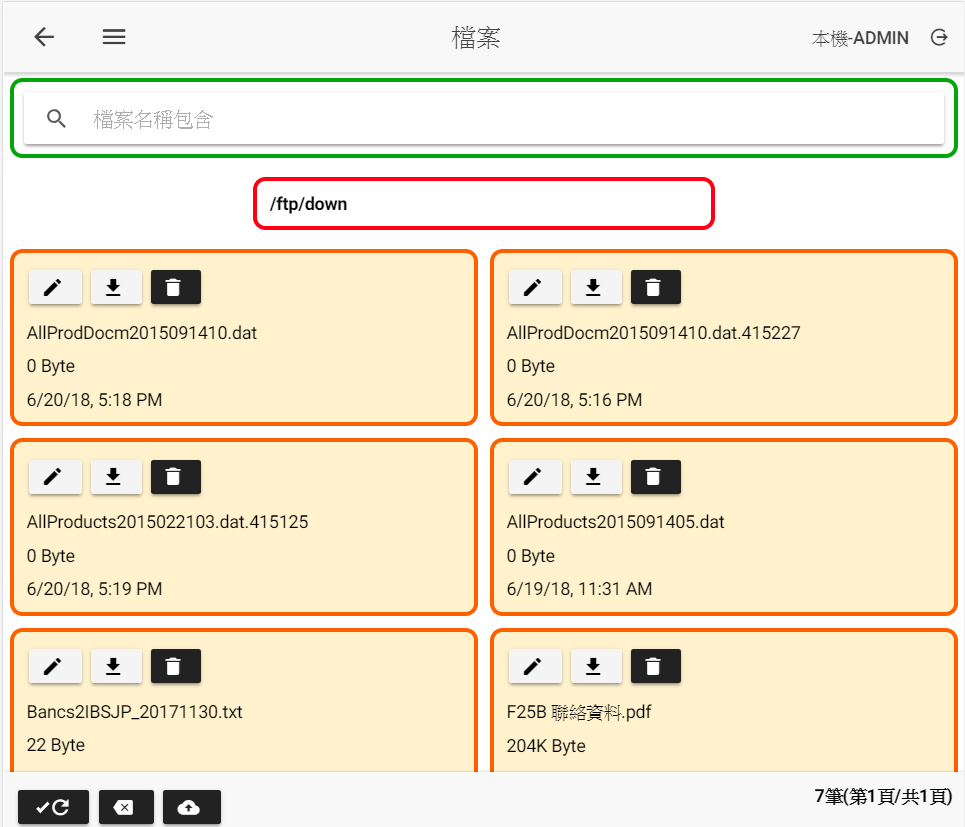 檔案
本機-ADMIN
檔案名稱包含
/ftp/down
AllProdDocm2015091410.dat
0 Byte
6/20/18, 5:18 PM
AllProdDocm2015091410.dat.415227
0 Byte
6/20/18, 5:16 PM
AllProducts2015022103.dat.415125
0 Byte
6/20/18, 5:19 PM
AllProducts2015091405.dat
0 Byte
6/19/18, 11:31 AM
Bancs2IBSJP_20171130.txt
22 Byte
F25B 聯絡資料.pdf
204K Byte
7筆(第1頁/共1頁)